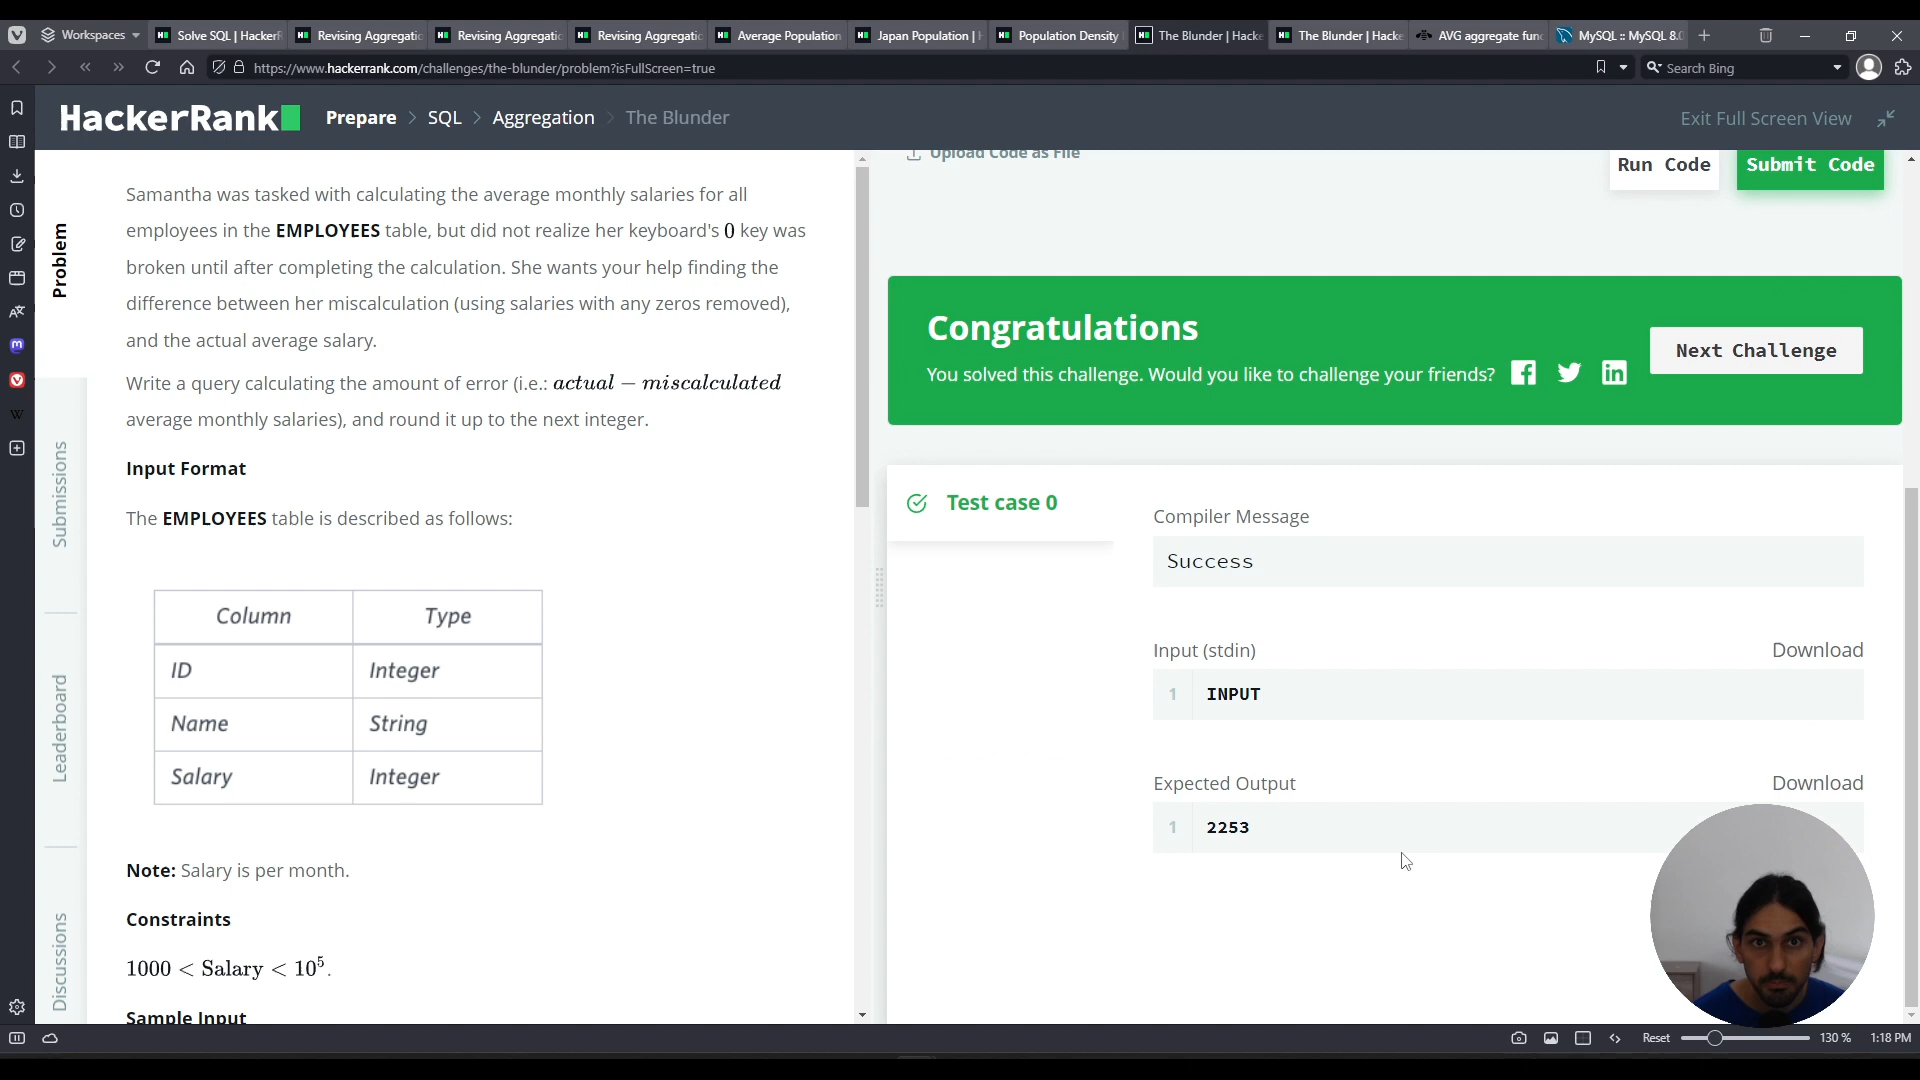 Workspaces
Solve SQL | HackerR
Revising Aggregatio
Revising Aggregatio
Revising Aggregatio
Average Population
Japan Population | H
Population Density
The Blunder | Hacke
The Blunder | Hacke
AVG aggregate func
MySQL :: MySQL 8.0
https://www.hackerrank.com/challenges/the-blunder/problem?isFullScreen=true
Search Bing
HackerRank
Prepare > SQL > Aggregation > The Blunder
Exit Full Screen View
Problem
Submissions
Leaderboard
Discussions
Samantha was tasked with calculating the average monthly salaries for all
employees in the EMPLOYEES table, but did not realize her keyboard's 0 key was
broken until after completing the calculation. She wants your help finding the
difference between her miscalculation (using salaries with any zeros removed),
and the actual average salary.
Write a query calculating the amount of error (i.e.: actual − miscalculated
average monthly salaries), and round it up to the next integer.
Input Format
The EMPLOYEES table is described as follows:
Column Type
ID Integer
Name String
Salary Integer
Note: Salary is per month.
Constraints
1000 < Salary < 10⁵.
Sample Input
Upload Code as File
Run Code
Submit Code
Congratulations
You solved this challenge. Would you like to challenge your friends?
Next Challenge
Test case 0
Compiler Message
Success
Input (stdin)
Download
1 INPUT
Expected Output
Download
1 2253
Reset
130 %
1:18 PM